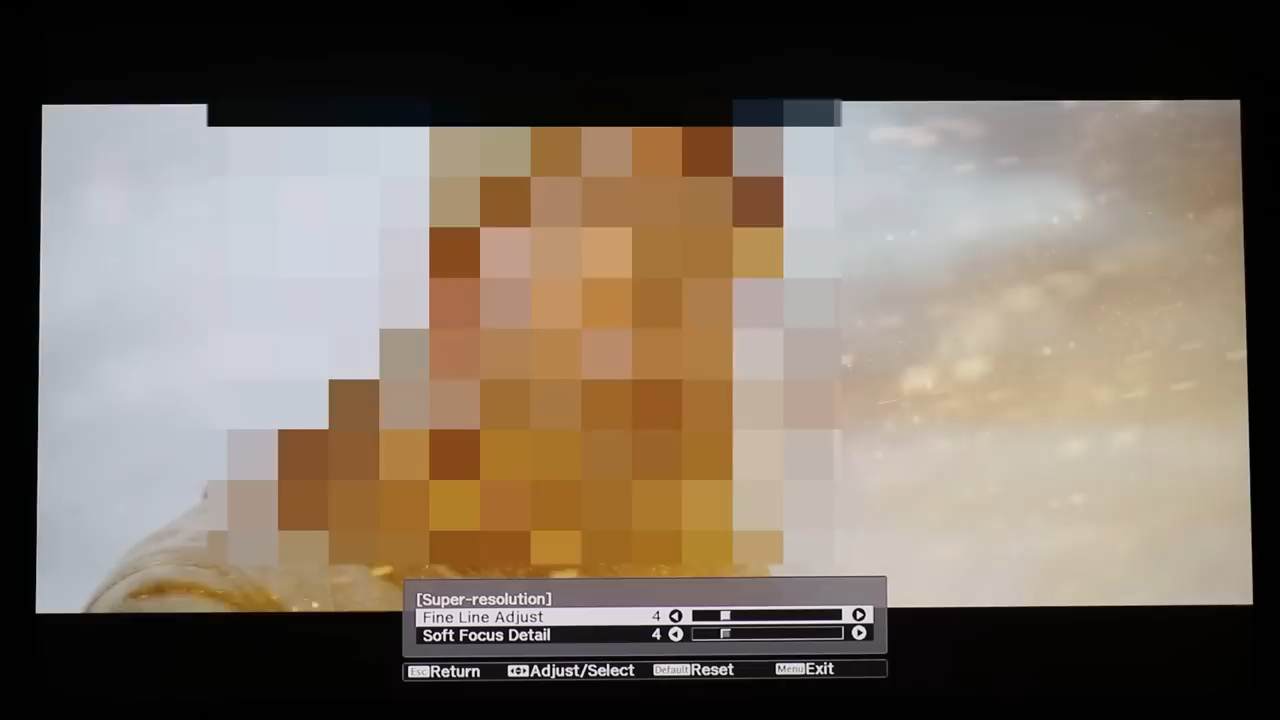 [Super-resolution]
Fine Line Adjust 4
Soft Focus Detail 4
Esc Return Adjust/Select Default Reset Menu Exit